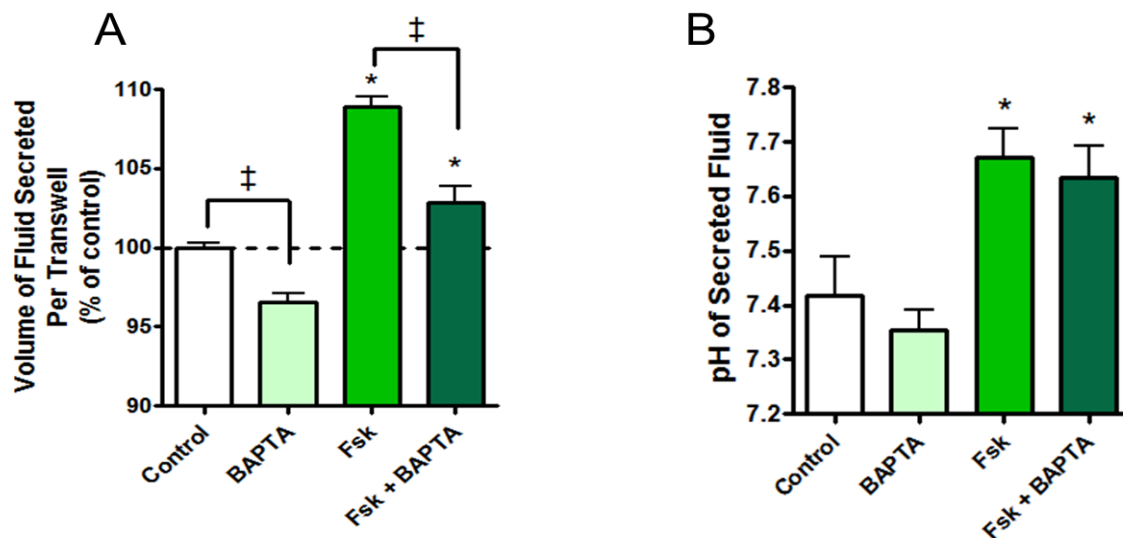 A
Volume of Fluid Secreted
Per Transwell
(% of control)
110
105
100
95
90
‡
‡
*
*
Control
BAPTA
Fsk
Fsk + BAPTA
B
pH of Secreted Fluid
7.8
7.7
7.6
7.5
7.4
7.3
7.2
*
*
Control
BAPTA
Fsk
Fsk + BAPTA